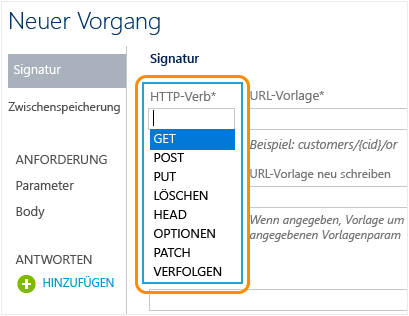 Neuer Vorgang
Signatur
Zwischenspeicherung
ANFORDERUNG
Parameter
Body
ANTWORTEN
HINZUFÜGEN
Signatur
HTTP-Verb*
GET
POST
PUT
LÖSCHEN
HEAD
OPTIONEN
PATCH
VERFOLGEN
URL-Vorlage*
Beispiel: customers/{cid}/or
URL-Vorlage neu schreiben
Wenn angegeben, Vorlage um
angegebenen Vorlagenparam